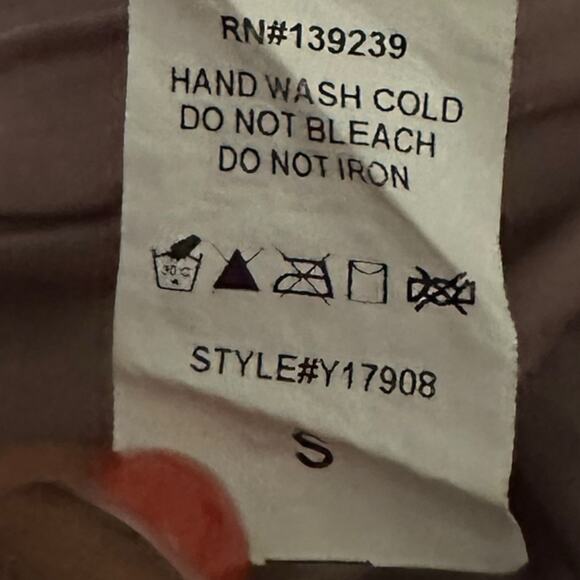 RN#139239
HAND WASH COLD
DO NOT BLEACH
DO NOT IRON
30°C
STYLE#Y17908
S